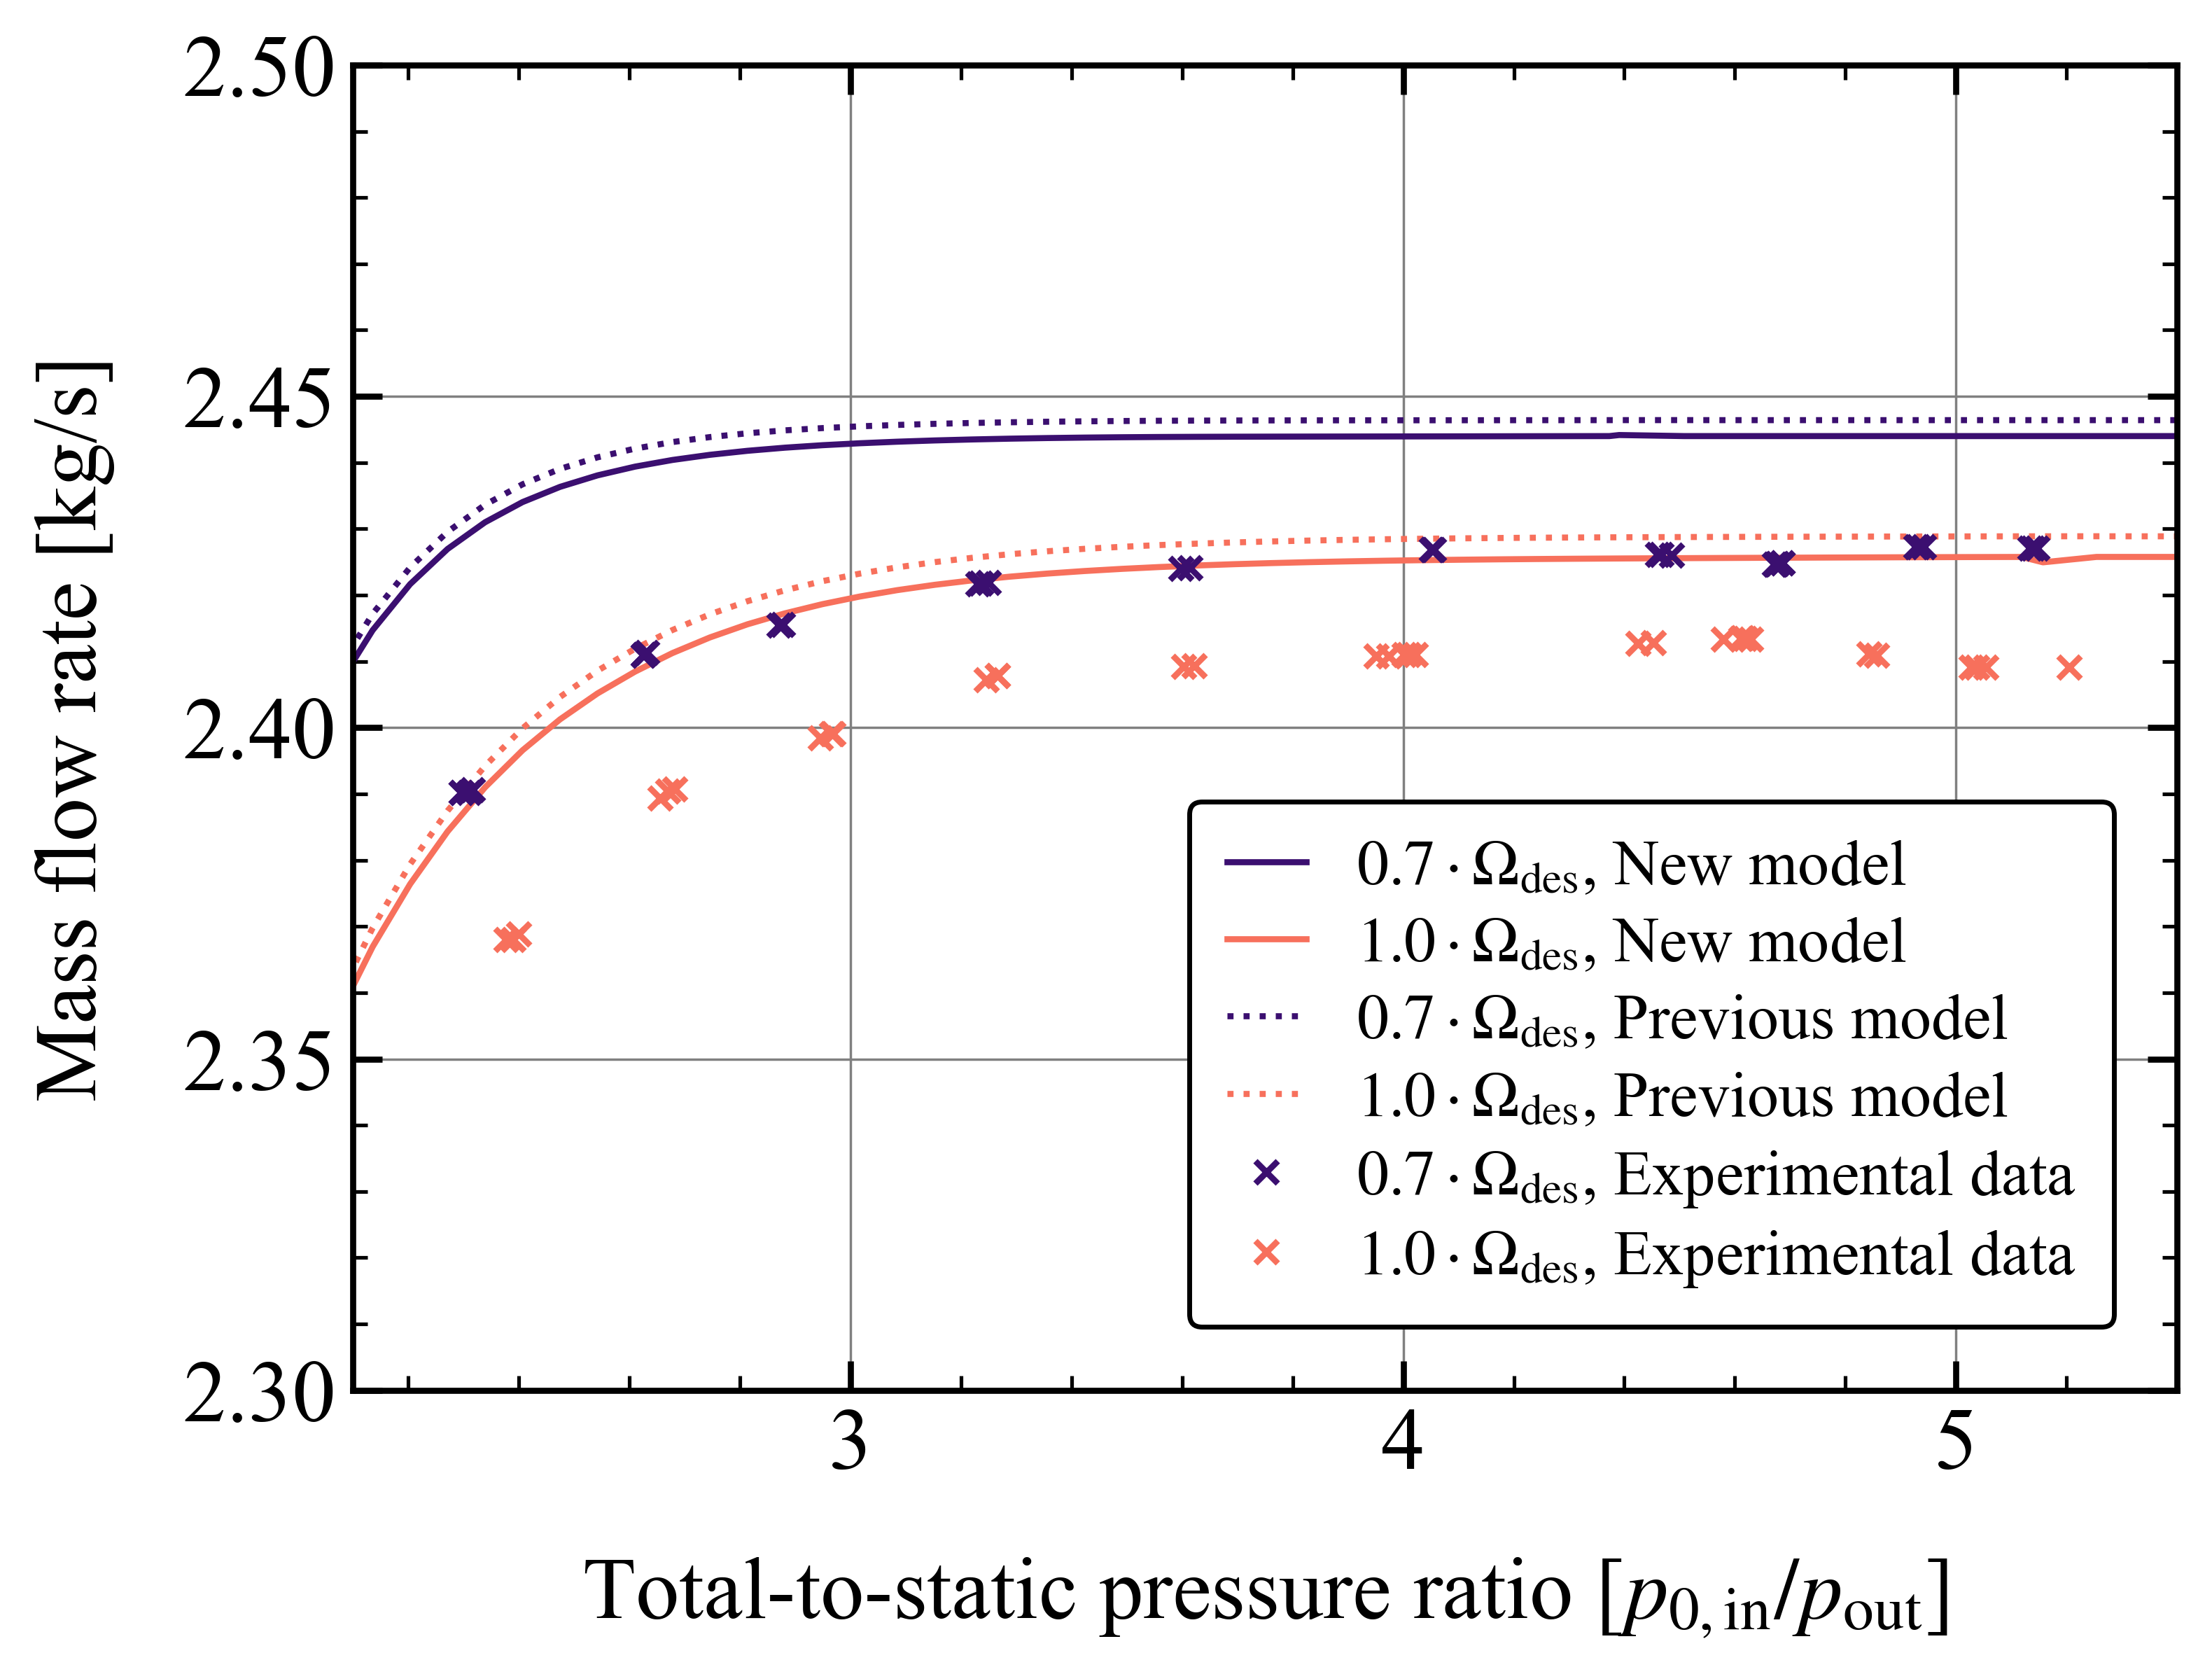 2.50
2.45
2.40
2.35
2.30
Mass flow rate [kg/s]
0.7 · Ω_des, New model
1.0 · Ω_des, New model
0.7 · Ω_des, Previous model
1.0 · Ω_des, Previous model
0.7 · Ω_des, Experimental data
1.0 · Ω_des, Experimental data
3 4 5
Total-to-static pressure ratio [p_0, in/p_out]